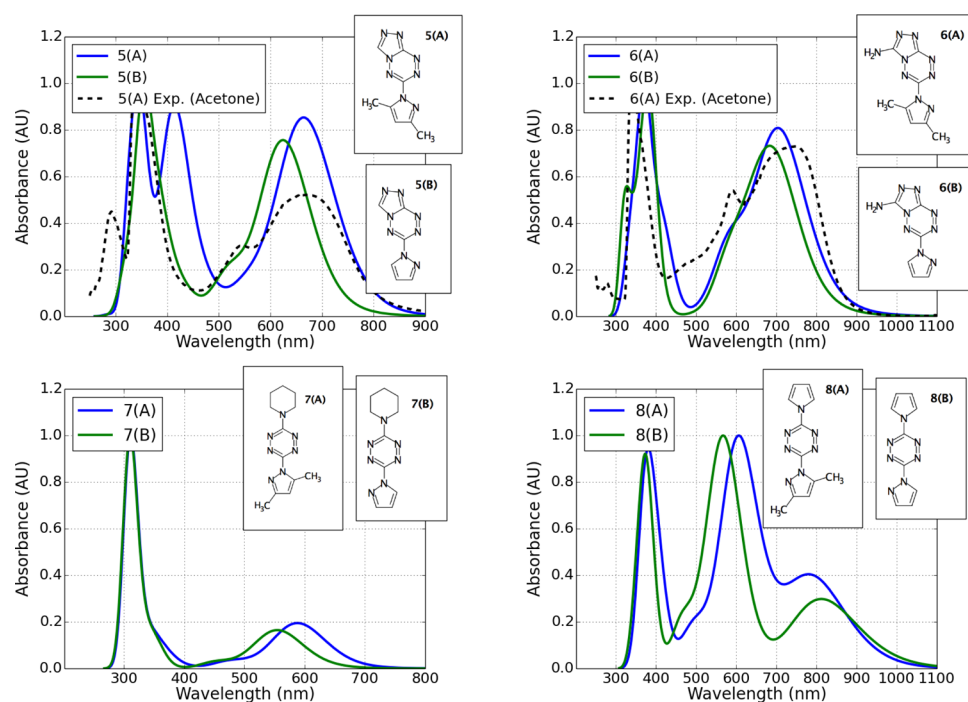 1.2
1.0
0.8
0.6
0.4
0.2
0.0
Absorbance (AU)
5(A)
5(B)
5(A) Exp. (Acetone)
300 400 500 600 700 800 900
Wavelength (nm)
5(A)
N N
N N N
N
N
N
H₃C
CH₃
5(B)
N N
N N N
N
N
N
1.2
1.0
0.8
0.6
0.4
0.2
0.0
Absorbance (AU)
6(A)
6(B)
6(A) Exp. (Acetone)
300 400 500 600 700 800 900 1000 1100
Wavelength (nm)
6(A)
N N
H₂N
N N N
N
N
N
H₃C
CH₃
6(B)
N N
H₂N
N N N
N
N
N
1.2
1.0
0.8
0.6
0.4
0.2
0.0
Absorbance (AU)
7(A)
7(B)
300 400 500 600 700 800
Wavelength (nm)
7(A)
N
N N
N N
N
N
CH₃
H₃C
7(B)
N
N N
N N
N
N
1.2
1.0
0.8
0.6
0.4
0.2
0.0
Absorbance (AU)
8(A)
8(B)
300 400 500 600 700 800 900 1000 1100
Wavelength (nm)
8(A)
N
N N
N N
N
N
CH₃
H₃C
8(B)
N
N N
N N
N
N